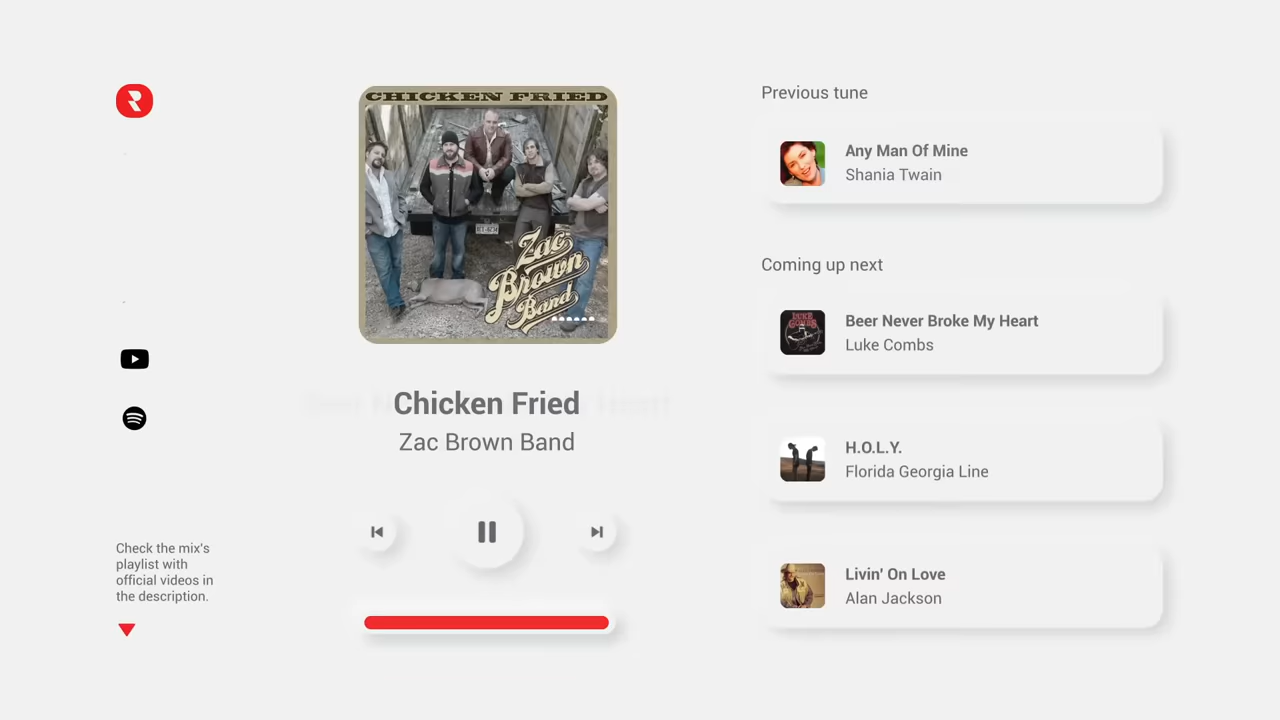 CHICKEN FRIED
Zac
Brown
Band
Chicken Fried
Zac Brown Band
Check the mix's
playlist with
official videos in
the description.
Previous tune
Any Man Of Mine
Shania Twain
Coming up next
LUKE
COMBS
Beer Never Broke My Heart
Luke Combs
H.O.L.Y.
Florida Georgia Line
Livin' On Love
Alan Jackson